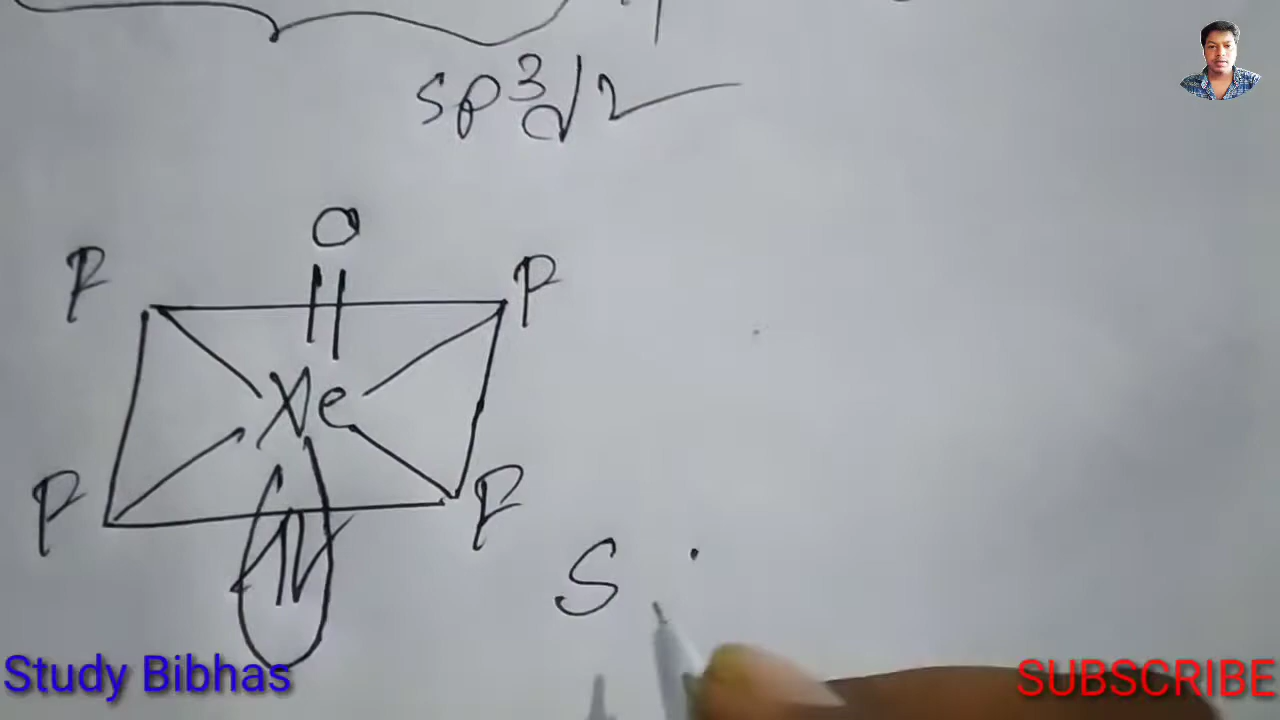 sp³d2
O
F F
Xe
F F
S
Study Bibhas
SUBSCRIBE